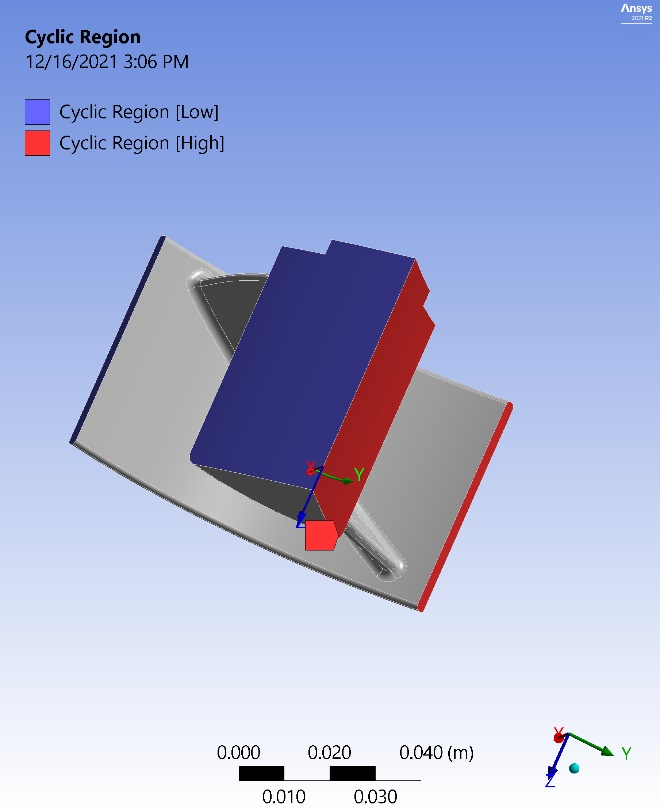 Ansys
2021 R2
Cyclic Region
12/16/2021 3:06 PM
Cyclic Region [Low]
Cyclic Region [High]
X
Y
Z
0.000
0.020
0.040 (m)
0.010
0.030
X
Y
Z